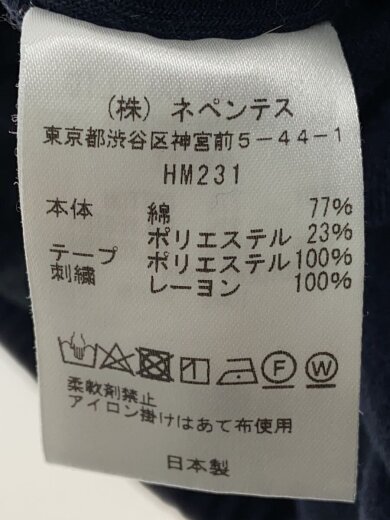 (株) ネペンテス
東京都渋谷区神宮前5-44-1
HM231
本体 綿 77%
ポリエステル 23%
テープ ポリエステル 100%
刺繍 レーヨン 100%
F W
柔軟剤禁止
アイロン掛けはあて布使用
日本製